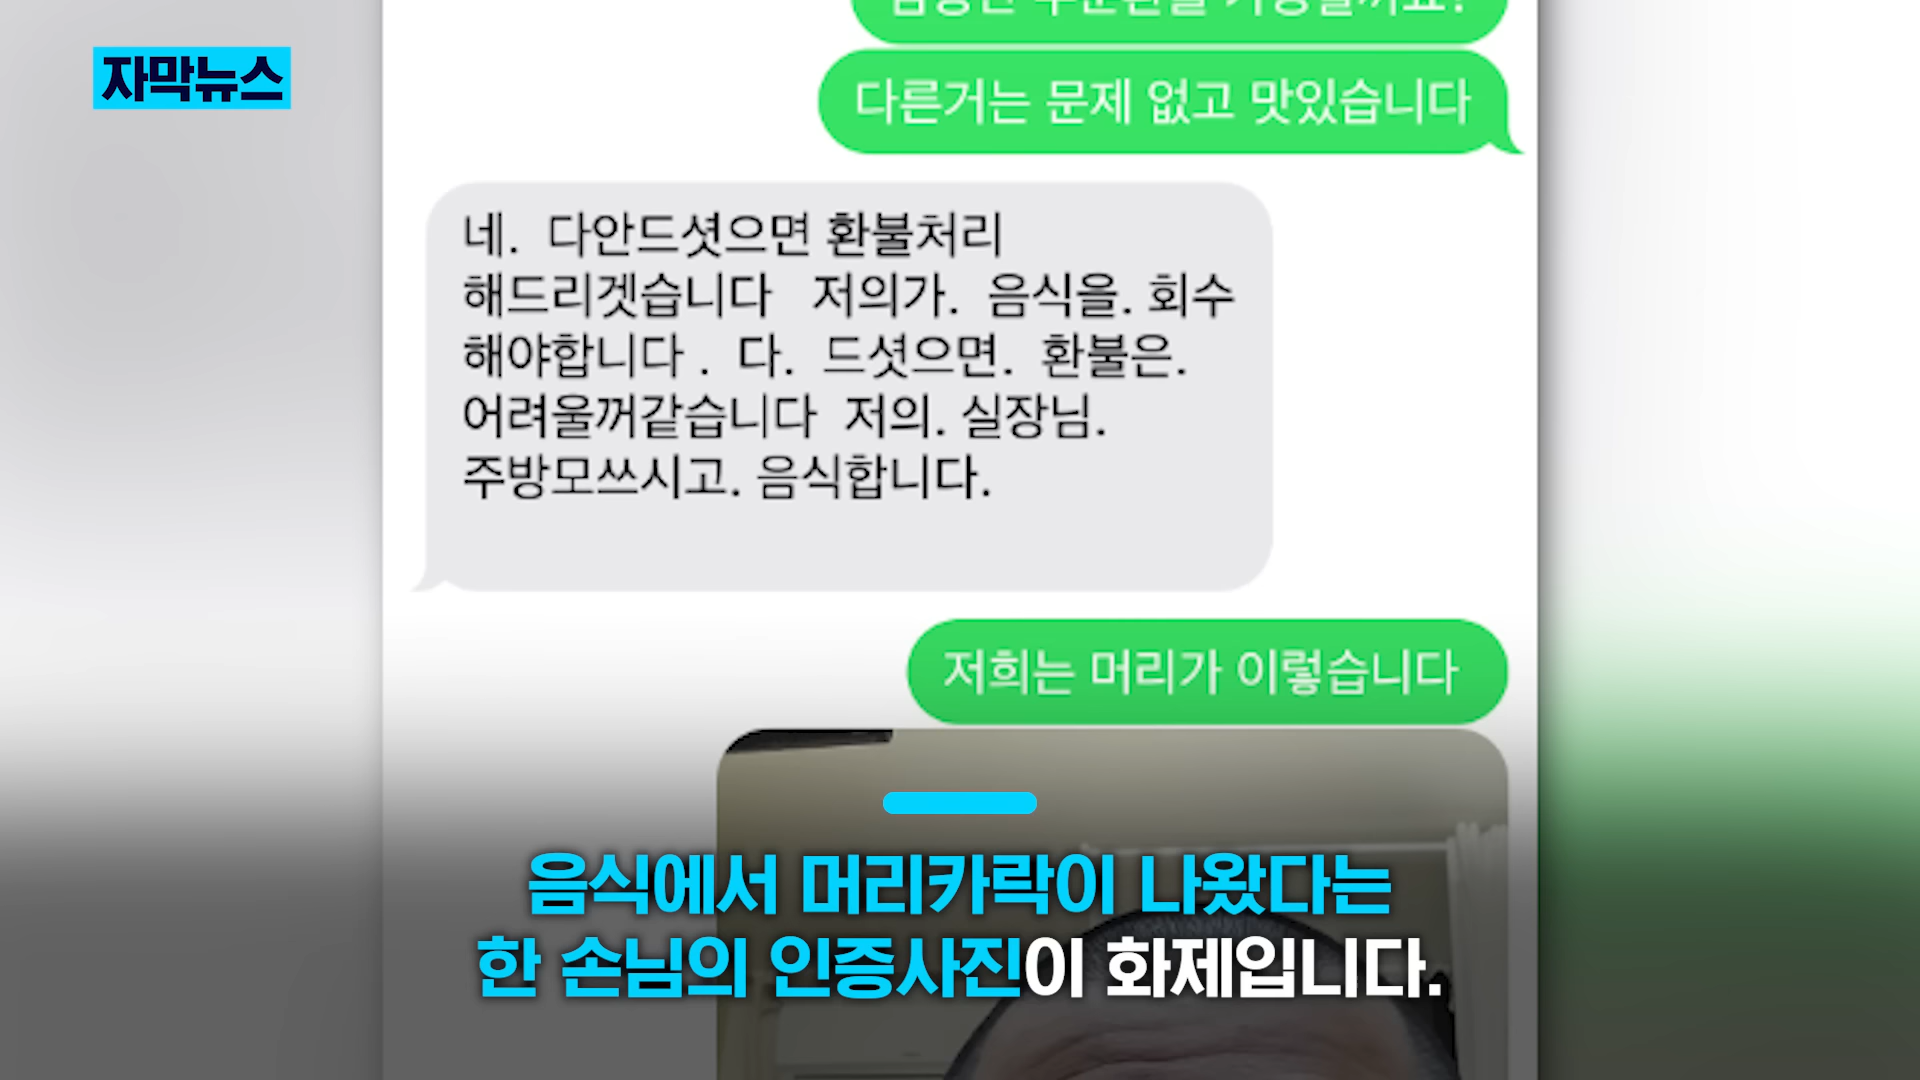 자막뉴스
다른거는 문제 없고 맛있습니다
네. 다안드셧으면 환불처리
해드리겟습니다 저의가. 음식을. 회수
해야합니다 . 다. 드셧으면. 환불은.
어려울꺼같습니다 저의. 실장님.
주방모쓰시고. 음식합니다.
저희는 머리가 이렇습니다
음식에서 머리카락이 나왔다는
한 손님의 인증사진이 화제입니다.